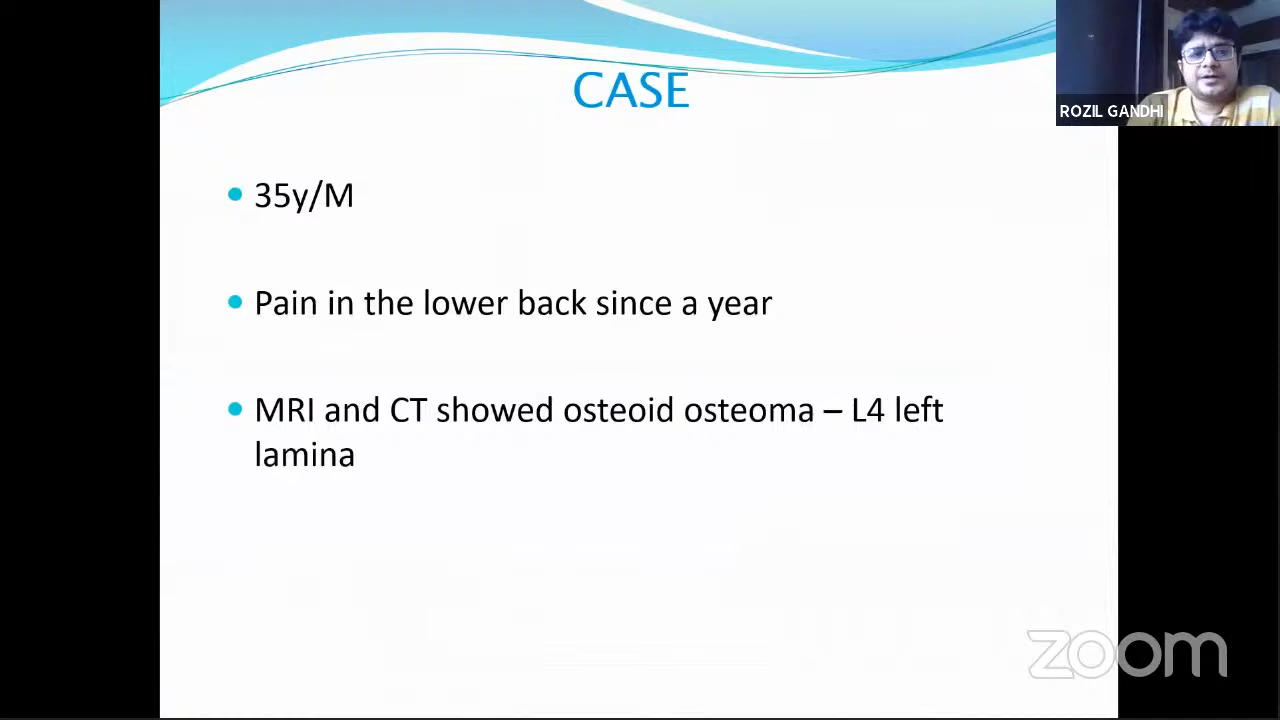 CASE
ROZIL GANDHI
• 35y/M
• Pain in the lower back since a year
• MRI and CT showed osteoid osteoma – L4 left
lamina
zoom